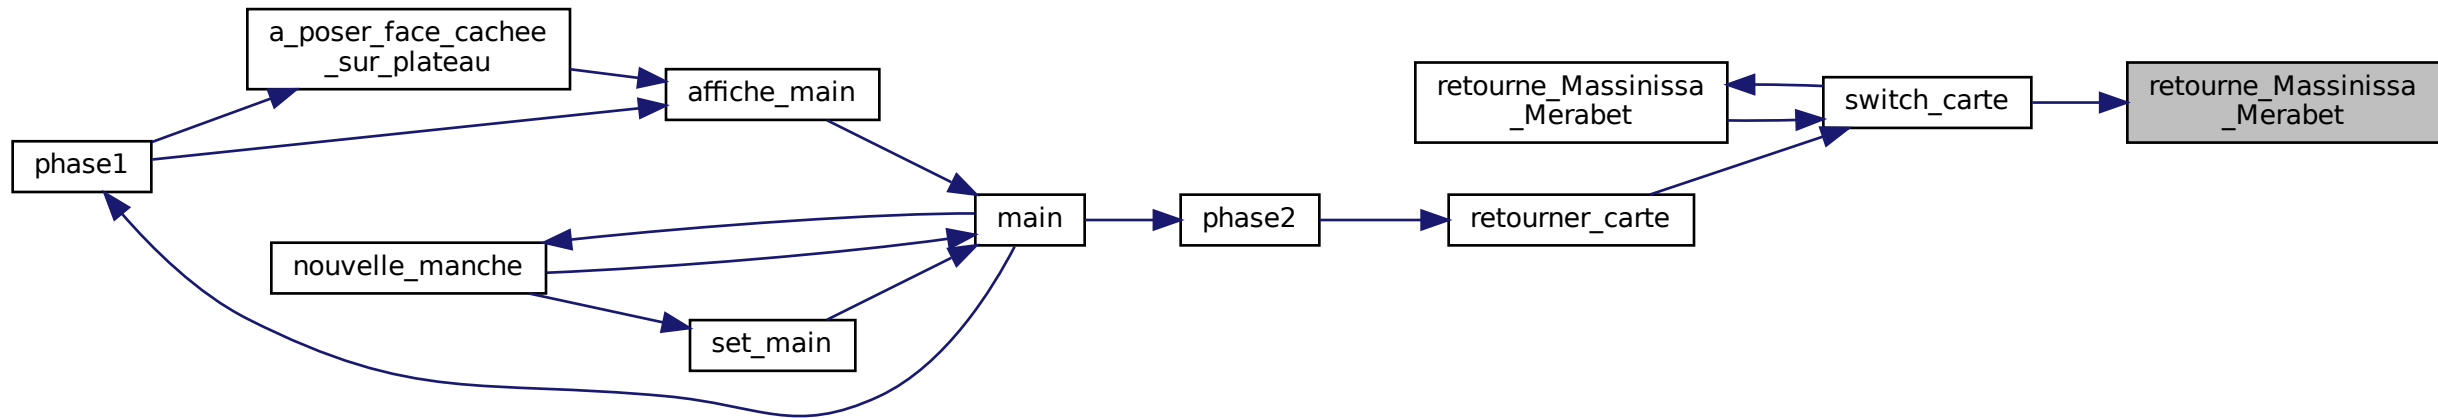 a_poser_face_cachee
_sur_plateau
affiche_main
phase1
nouvelle_manche
set_main
main
phase2
retourne_Massinissa
_Merabet
retourner_carte
switch_carte
retourne_Massinissa
_Merabet